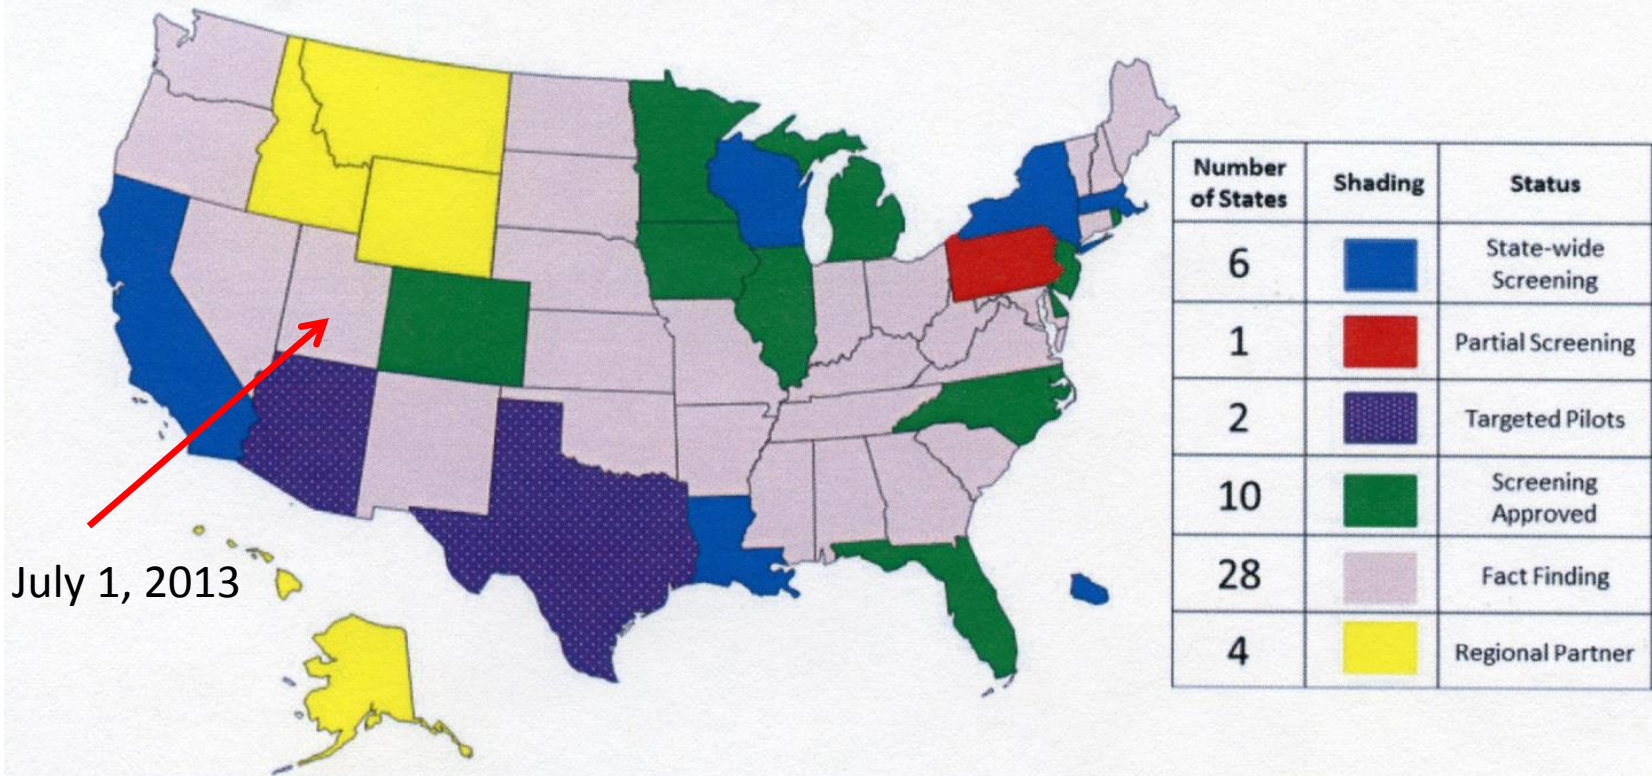 Number
of States
Shading
Status
6
State-wide
Screening
1
Partial Screening
2
Targeted Pilots
10
Screening
Approved
28
Fact Finding
4
Regional Partner
July 1, 2013